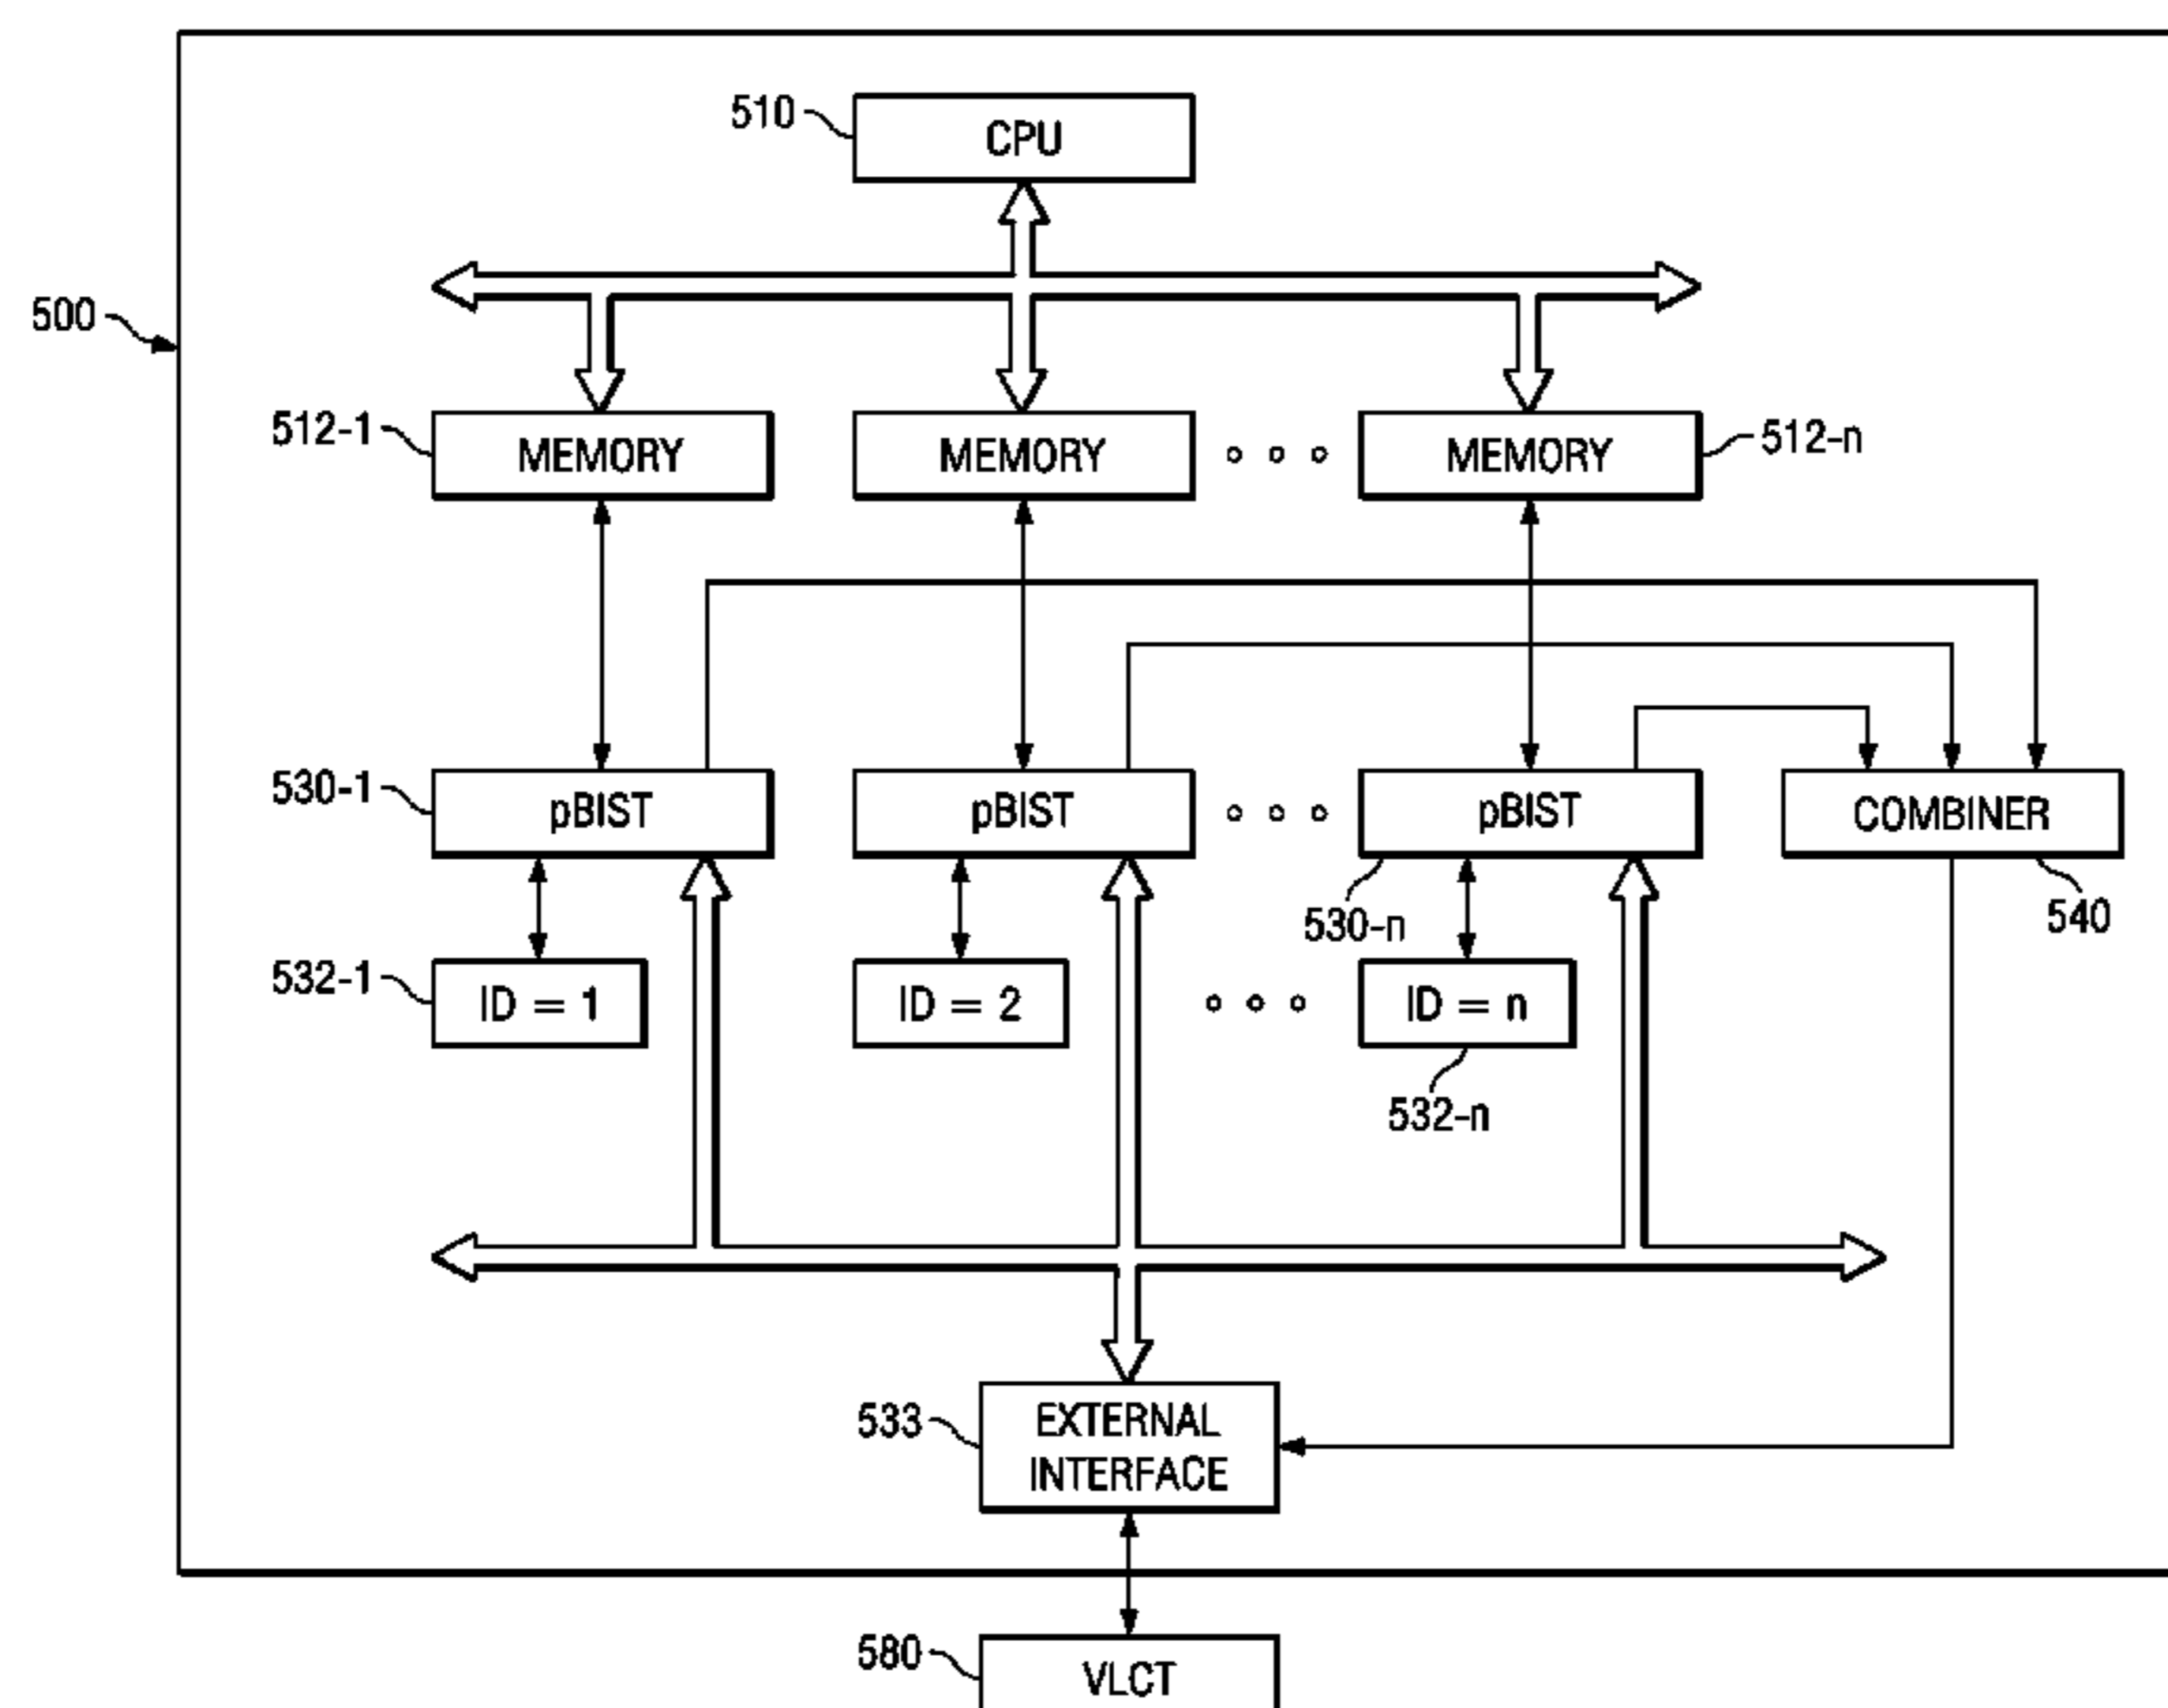 510
CPU
500
512-1
MEMORY
MEMORY
MEMORY
512-n
530-1
pBIST
pBIST
pBIST
COMBINER
530-n
540
532-1
ID = 1
ID = 2
ID = n
532-n
533
EXTERNAL
INTERFACE
580
VLCT